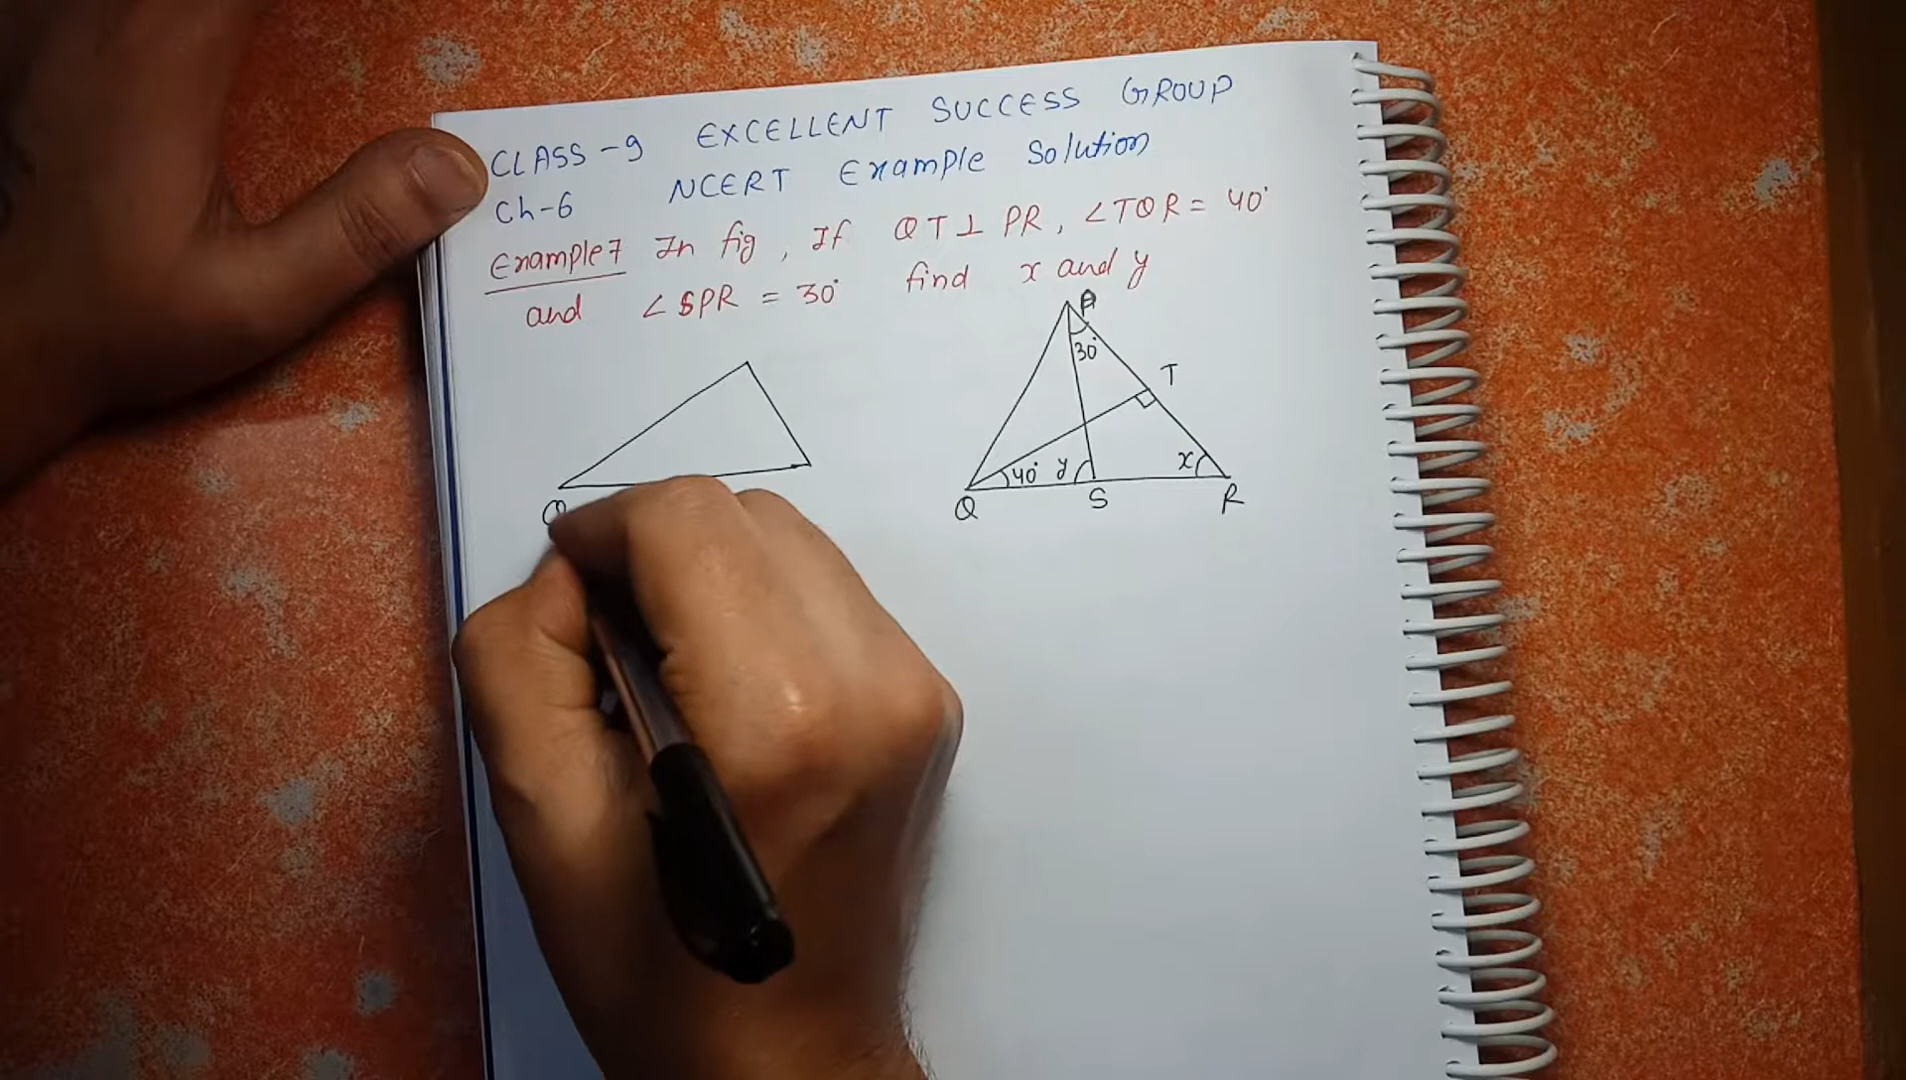 CLASS-9 EXCELLENT SUCCESS GROUP
Ch-6 NCERT Example Solution
Example 7 In fig, If QT⊥ PR, ∠TQR = 40°
and ∠SPR = 30° find x and y
P
30°
T
40° y x
Q S R
Q